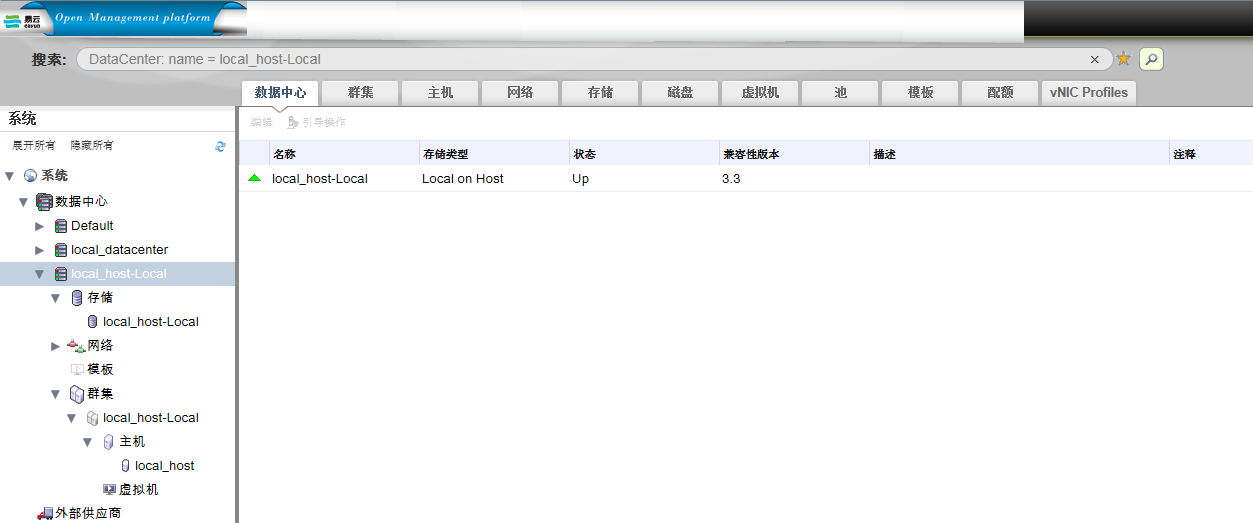 易云
eayun
Open Management platform
搜索:
DataCenter: name = local_host-Local
×
数据中心
群集
主机
网络
存储
磁盘
虚拟机
池
模板
配额
vNIC Profiles
系统
展开所有 隐藏所有
编辑 引导操作
名称 存储类型 状态 兼容性版本 描述 注释
local_host-Local Local on Host Up 3.3
系统
数据中心
Default
local_datacenter
local_host-Local
存储
local_host-Local
网络
模板
群集
local_host-Local
主机
local_host
虚拟机
外部供应商